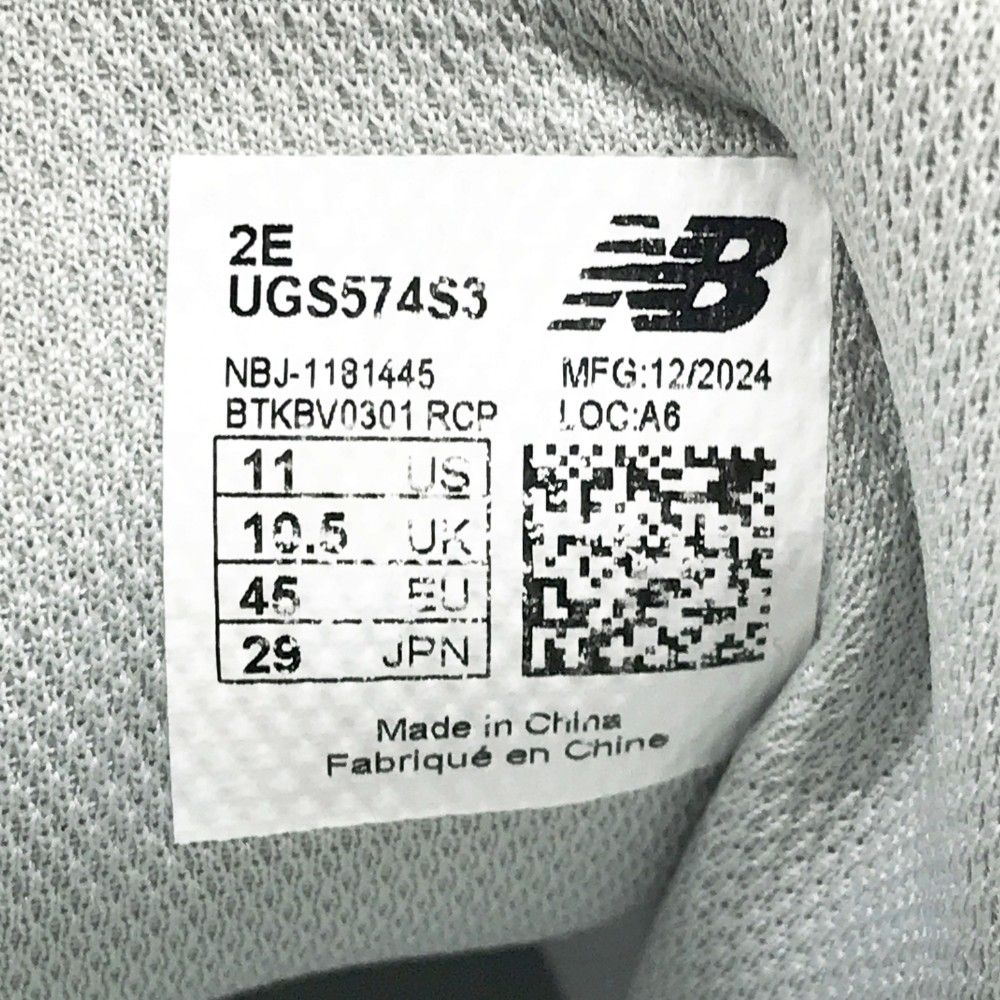 2E
UGS574S3
NB
NBJ-1181445
MFG:12/2024
BTKBV0301 RCP
LOC:A6
11 US
10.5 UK
45 EU
29 JPN
Made in China
Fabriqué en Chine